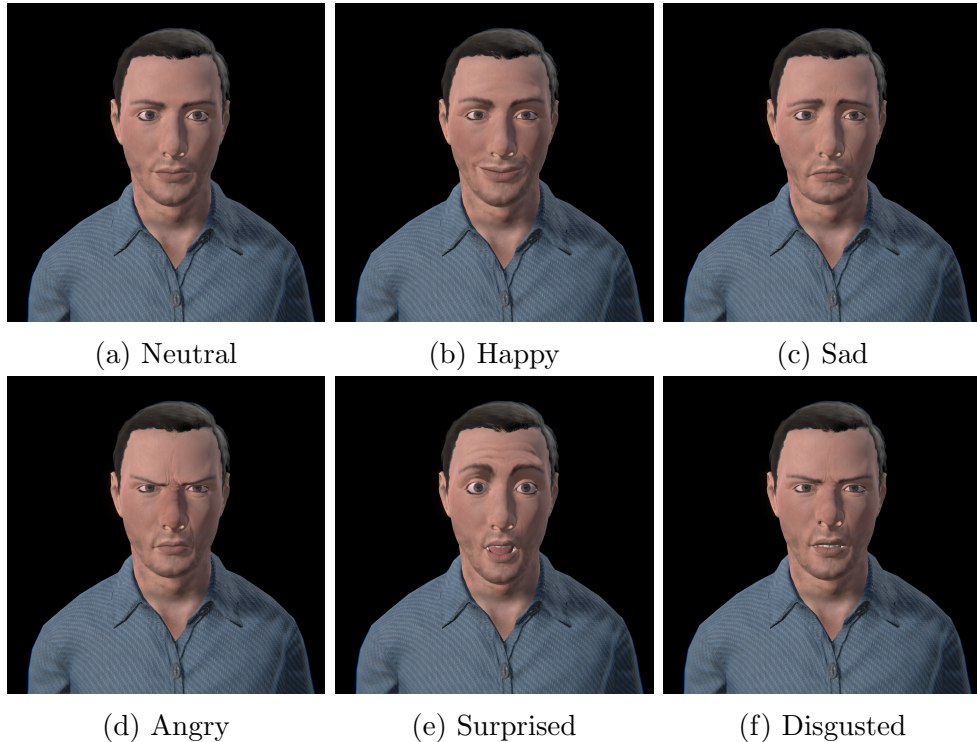 (a) Neutral
(b) Happy
(c) Sad
(d) Angry
(e) Surprised
(f) Disgusted